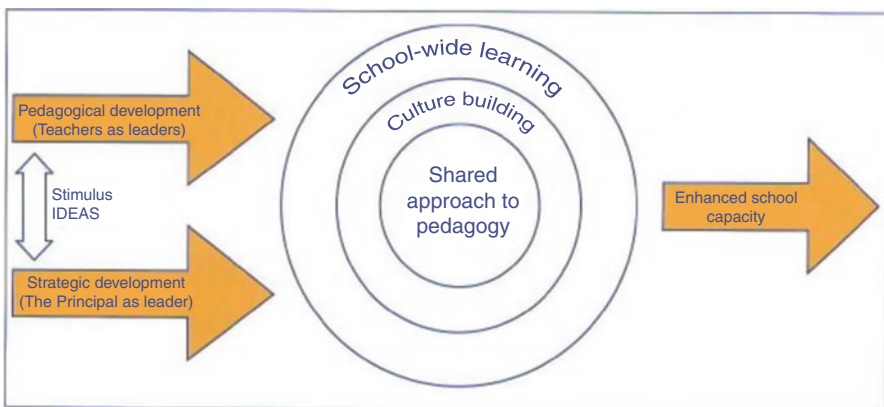 Pedagogical development
(Teachers as leaders)
Stimulus
IDEAS
Strategic development
(The Principal as leader)
School-wide learning
Culture building
Shared
approach to
pedagogy
Enhanced school
capacity